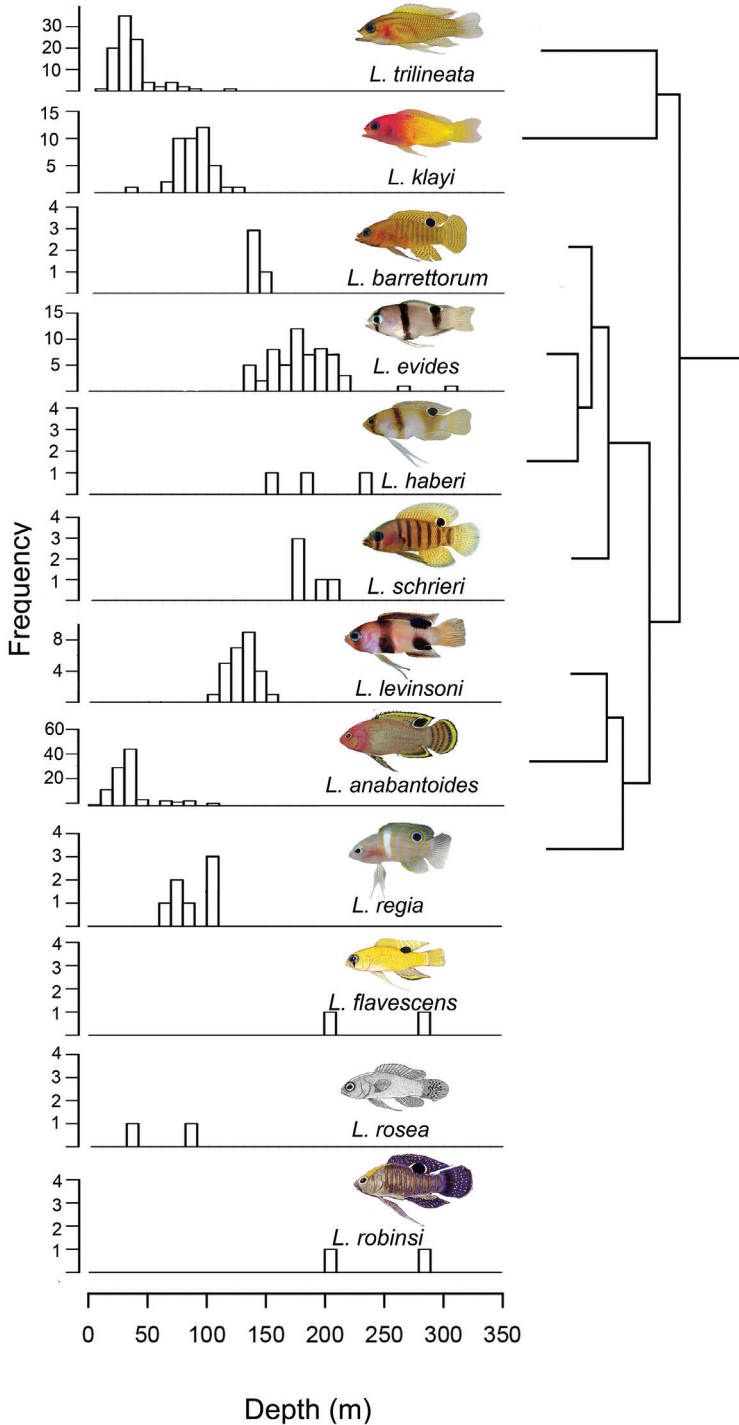 30
20
10
L. trilineata
15
10
5
L. klayi
4
3
2
1
L. barrettorum
15
10
5
L. evides
4
3
2
1
L. haberi
4
3
2
1
L. schrieri
8
4
L. levinsoni
60
40
20
L. anabantoides
4
3
2
1
L. regia
4
3
2
1
L. flavescens
4
3
2
1
L. rosea
4
3
2
1
L. robinsi
Frequency
0 50 100 150 200 250 300 350
Depth (m)